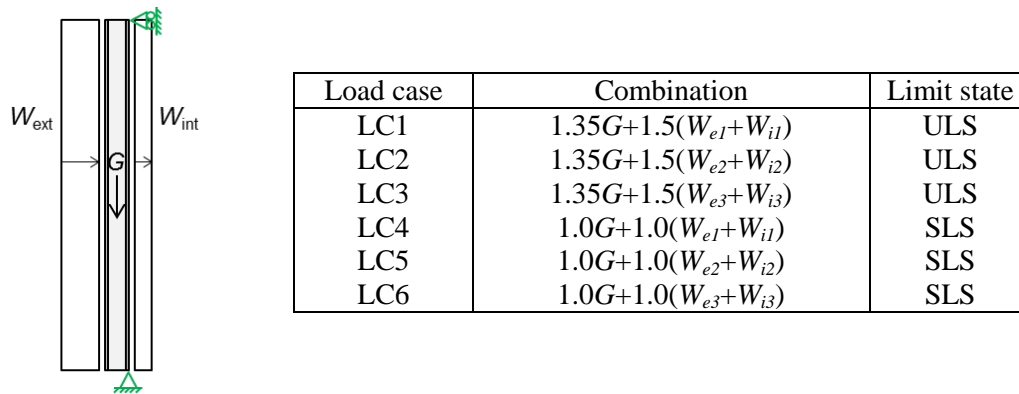 W_ext
G
W_int
Load case Combination Limit state
LC1 1.35G+1.5(W_e1+W_i1) ULS
LC2 1.35G+1.5(W_e2+W_i2) ULS
LC3 1.35G+1.5(W_e3+W_i3) ULS
LC4 1.0G+1.0(W_e1+W_i1) SLS
LC5 1.0G+1.0(W_e2+W_i2) SLS
LC6 1.0G+1.0(W_e3+W_i3) SLS